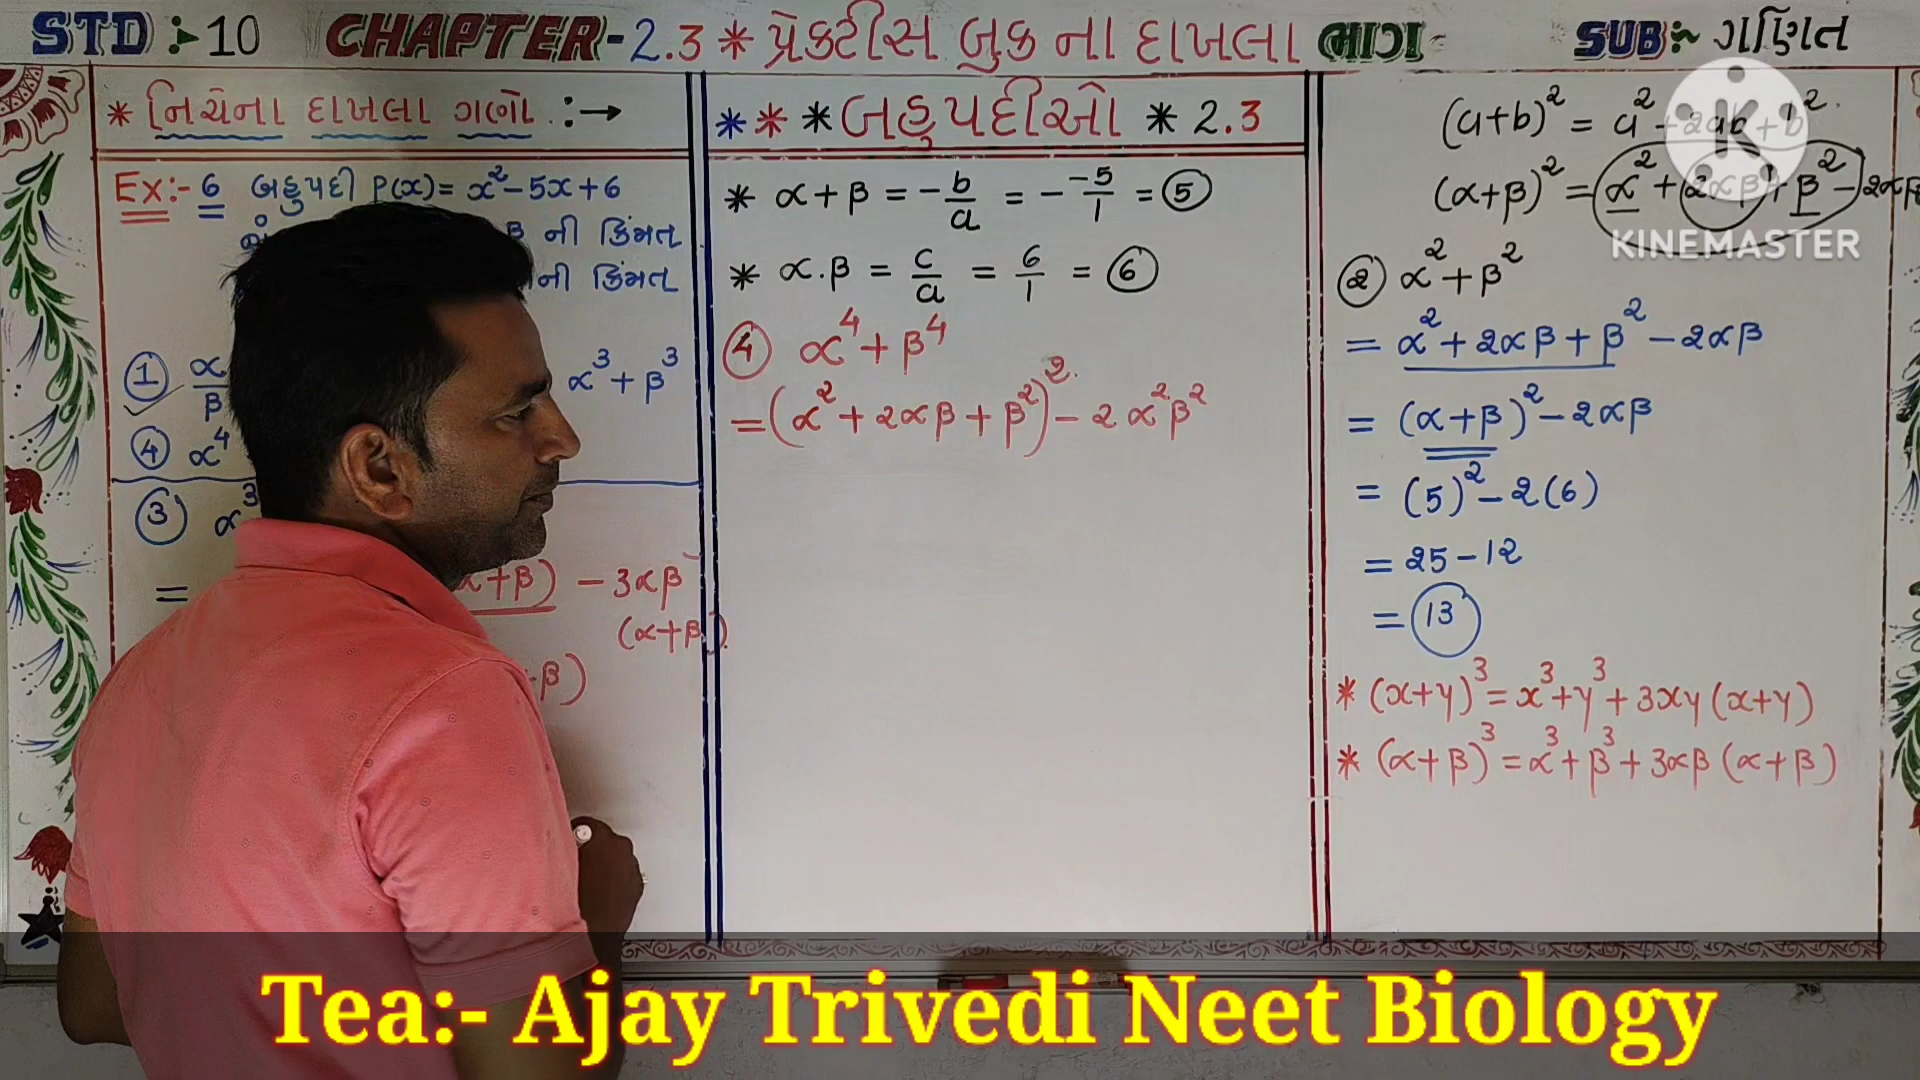 STD :- 10 CHAPTER-2.3 * પ્રેક્ટીસ બુક ના દાખલા ભાગ- SUB:- ગણિત
* નિચેના દાખલા ગણો :→
Ex:- 6 બહુપદી P(x) = x² - 5x + 6
β ની કિંમત
ની કિંમત
① α/β α³ + β³
④ α⁴
③ α³
= α+β) - 3αβ
(α+β).
β)
* * * બહુપદીઓ * 2.3
* α + β = -b/a = - -5/1 = ⑤
* α.β = c/a = 6/1 = ⑥
④ α⁴ + β⁴
= (α² + 2αβ + β²)² - 2α²β²
(a+b)² = a² + 2ab + b².
(α+β)² = α² + 2αβ + β² - 2αβ
② α² + β²
= α² + 2αβ + β² - 2αβ
= (α+β)² - 2αβ
= (5)² - 2(6)
= 25 - 12
= 13
* (x+y)³ = x³ + y³ + 3xy (x+y)
* (α+β)³ = α³ + β³ + 3αβ (α+β)
K
KINEMASTER
Tea:- Ajay Trivedi Neet Biology